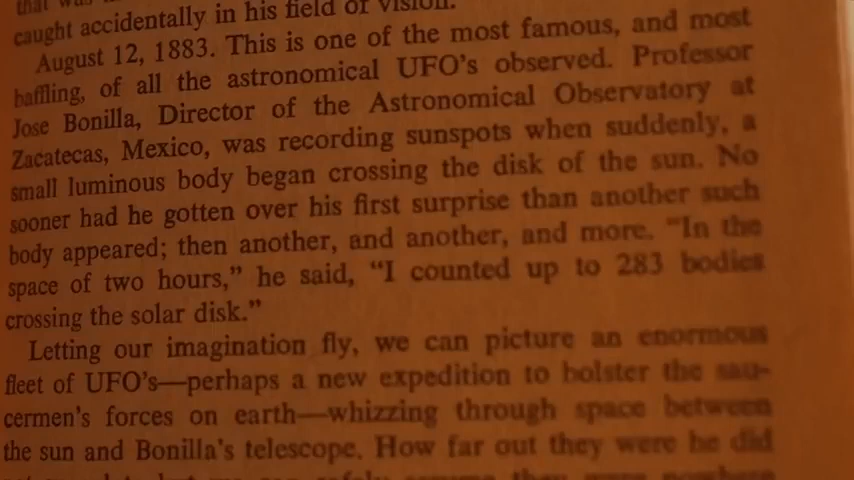 that was
caught accidentally in his field of vision.
August 12, 1883. This is one of the most famous, and most
baffling, of all the astronomical UFO's observed. Professor
Jose Bonilla, Director of the Astronomical Observatory at
Zacatecas, Mexico, was recording sunspots when suddenly, a
small luminous body began crossing the disk of the sun. No
sooner had he gotten over his first surprise than another such
body appeared; then another, and another, and more. "In the
space of two hours," he said, "I counted up to 283 bodies
crossing the solar disk."
Letting our imagination fly, we can picture an enormous
fleet of UFO's—perhaps a new expedition to bolster the sau-
cermen's forces on earth—whizzing through space between
the sun and Bonilla's telescope. How far out they were he did